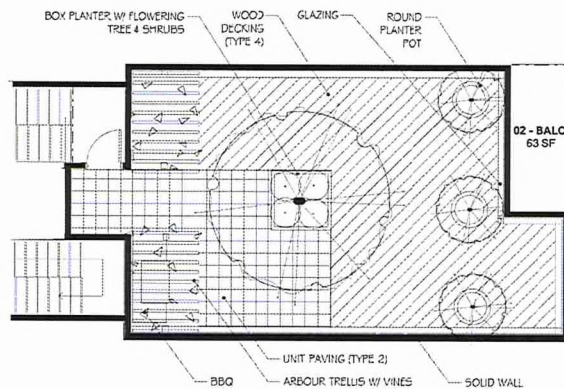 BOX PLANTER W/ FLOWERING
TREE & SHRUBS
WOOD
DECKING
(TYPE 4)
GLAZING
ROUND
PLANTER
POT
02 - BALC
63 SF
UNIT PAVING (TYPE 2)
BBQ
ARBOUR TRELLIS W/ VINES
SOLID WALL